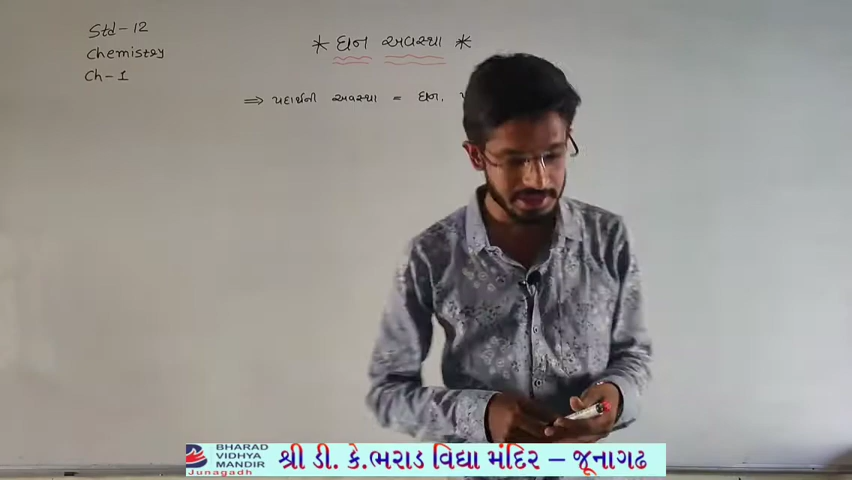 Std-12
Chemistry
Ch-1
* ઘન અવસ્થા *
⇒ પદાર્થની અવસ્થા = ઘન.
BHARAD
VIDHYA
MANDIR
Junagadh
શ્રી ડી. કે.ભરાડ વિદ્યા મંદિર – જૂનાગઢ